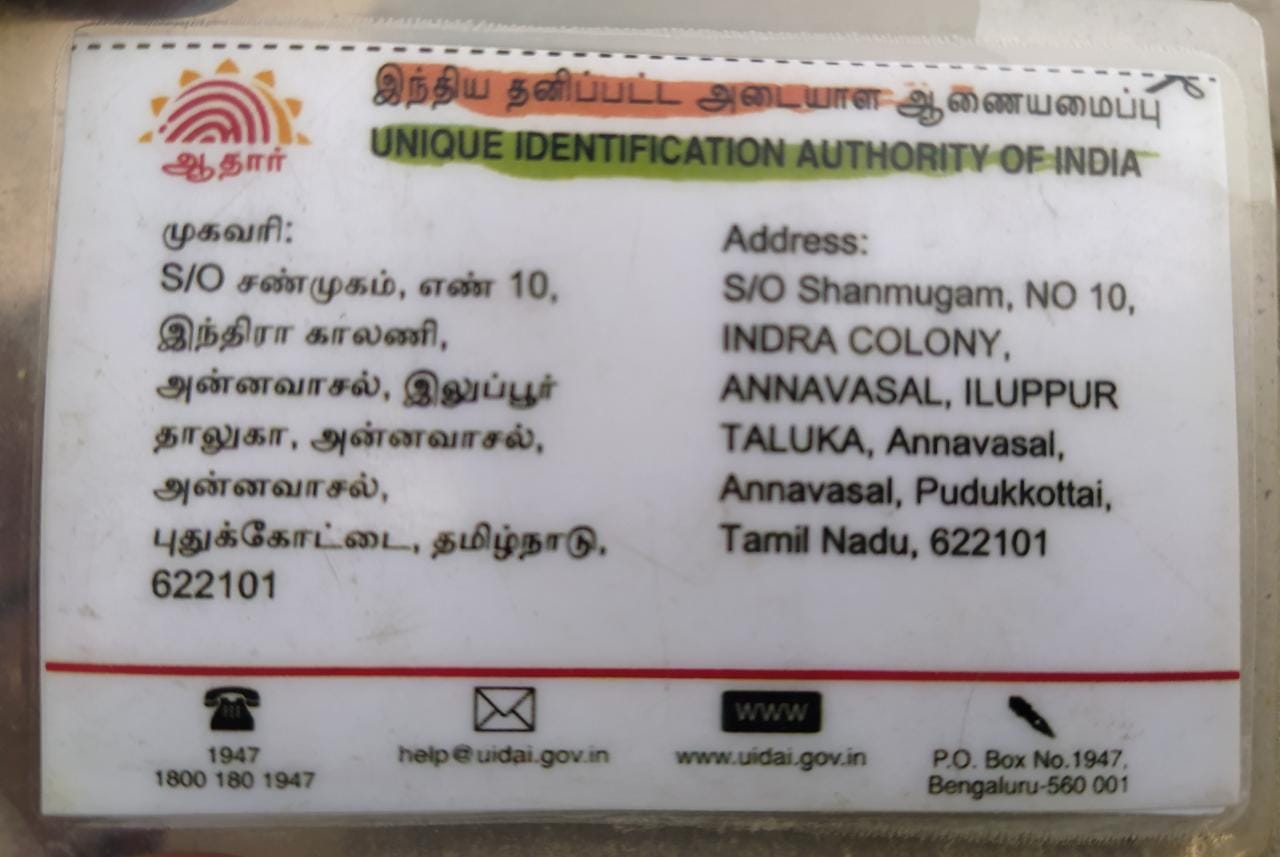 இந்திய தனிப்பட்ட அடையாள ஆணையமைப்பு
UNIQUE IDENTIFICATION AUTHORITY OF INDIA
ஆதார்
முகவரி:
S/O சண்முகம், எண் 10,
இந்திரா காலணி,
அன்னவாசல், இலுப்பூர்
தாலுகா, அன்னவாசல்,
அன்னவாசல்,
புதுக்கோட்டை, தமிழ்நாடு,
622101
Address:
S/O Shanmugam, NO 10,
INDRA COLONY,
ANNAVASAL, ILUPPUR
TALUKA, Annavasal,
Annavasal, Pudukkottai,
Tamil Nadu, 622101
1947
1800 180 1947
help@uidai.gov.in
www
www.uidai.gov.in
P.O. Box No.1947,
Bengaluru-560 001